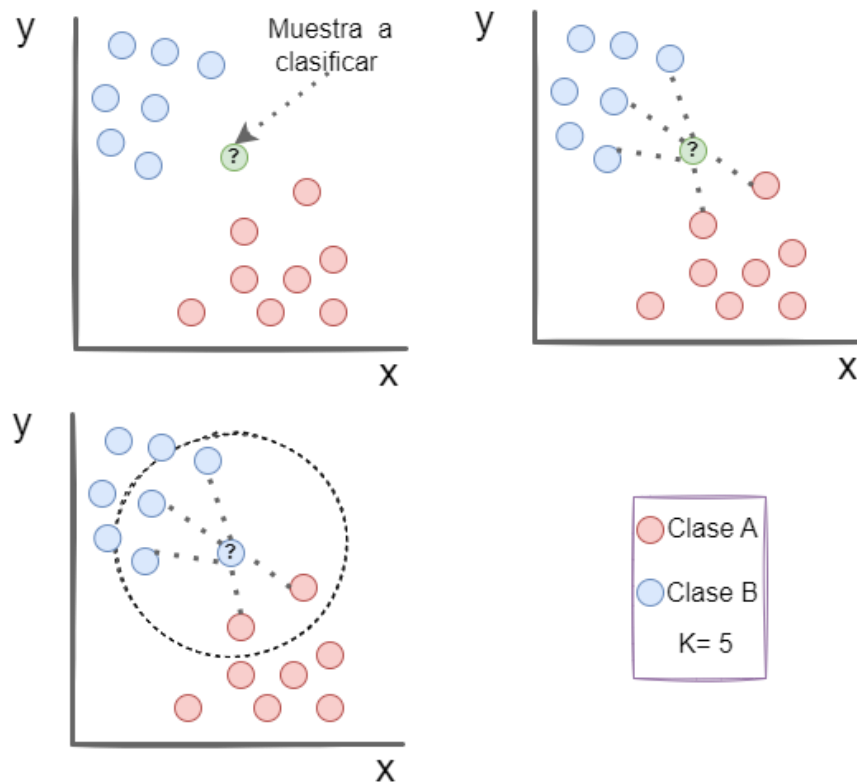 y
Muestra a
clasificar
?
x
y
?
x
y
?
x
Clase A
Clase B
K= 5